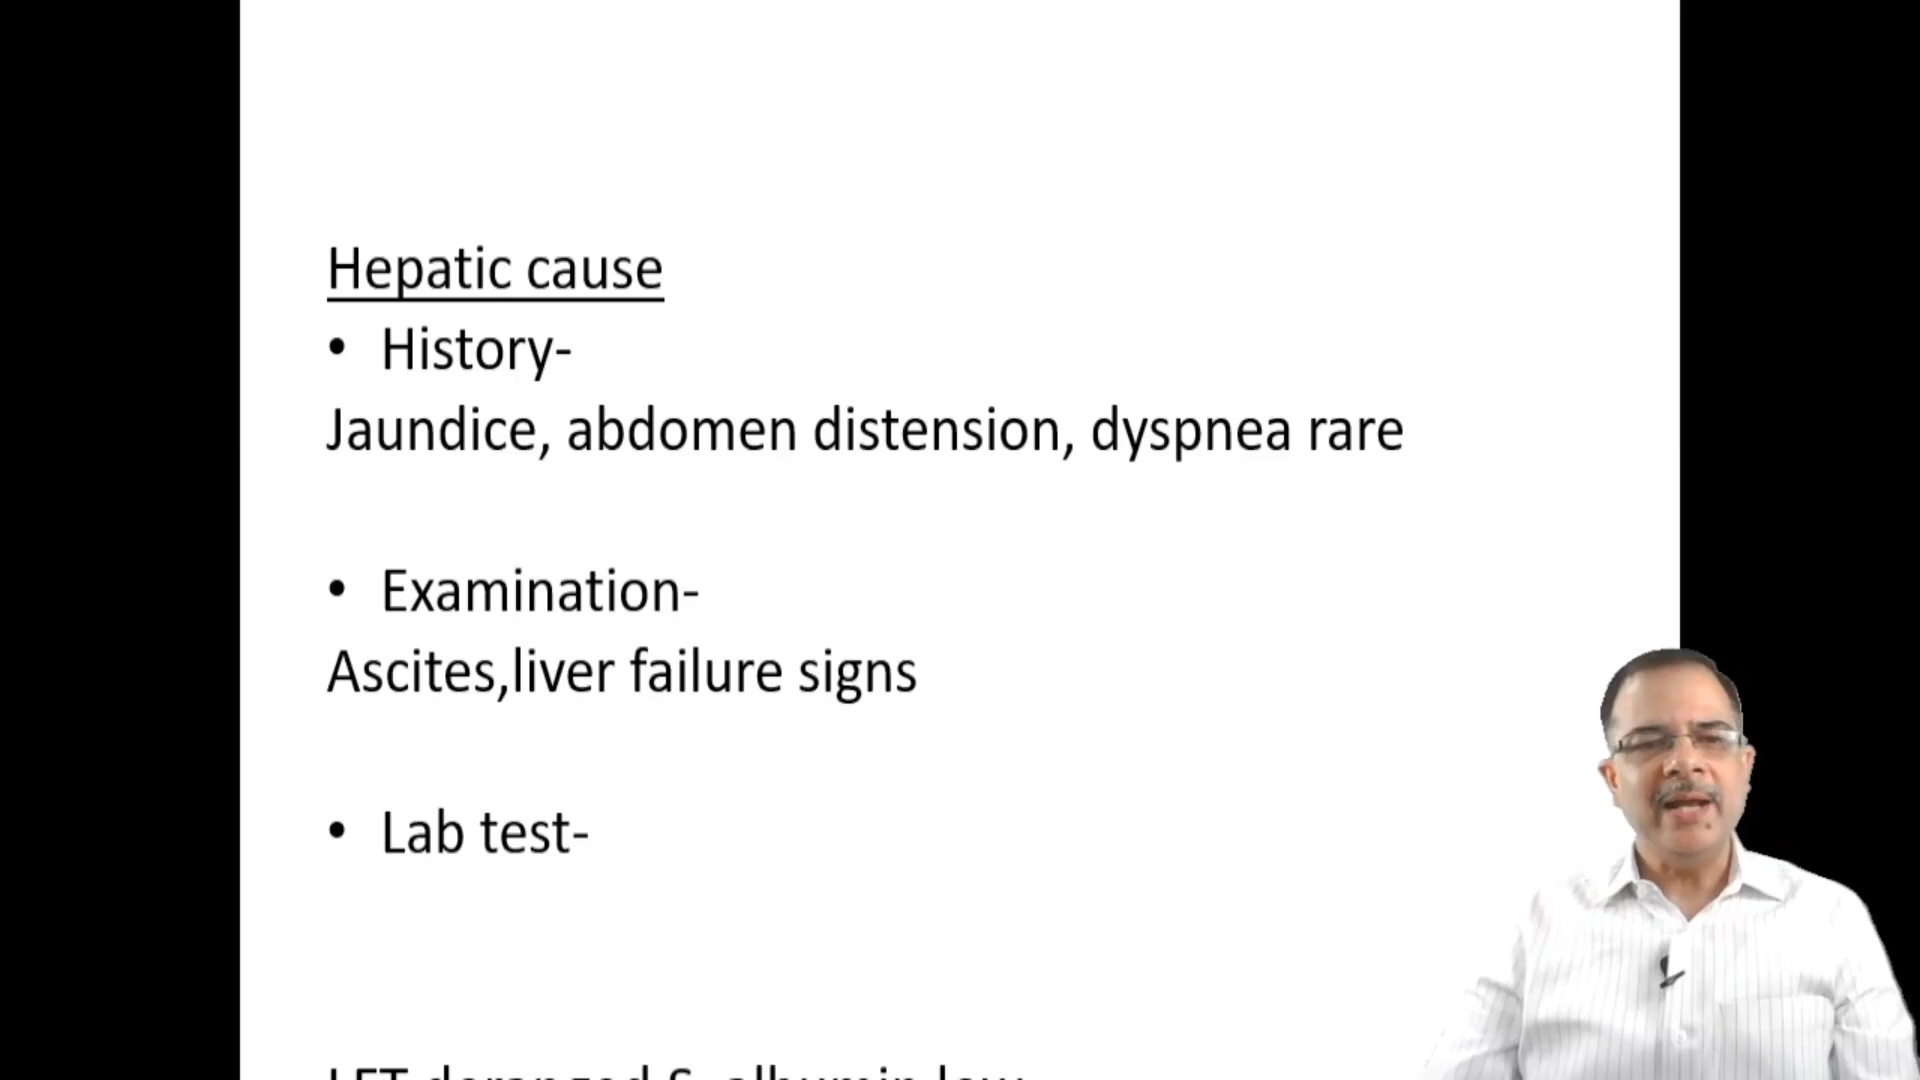 Hepatic cause
• History-
Jaundice, abdomen distension, dyspnea rare
• Examination-
Ascites,liver failure signs
• Lab test-
LFT deranged S. albumin low